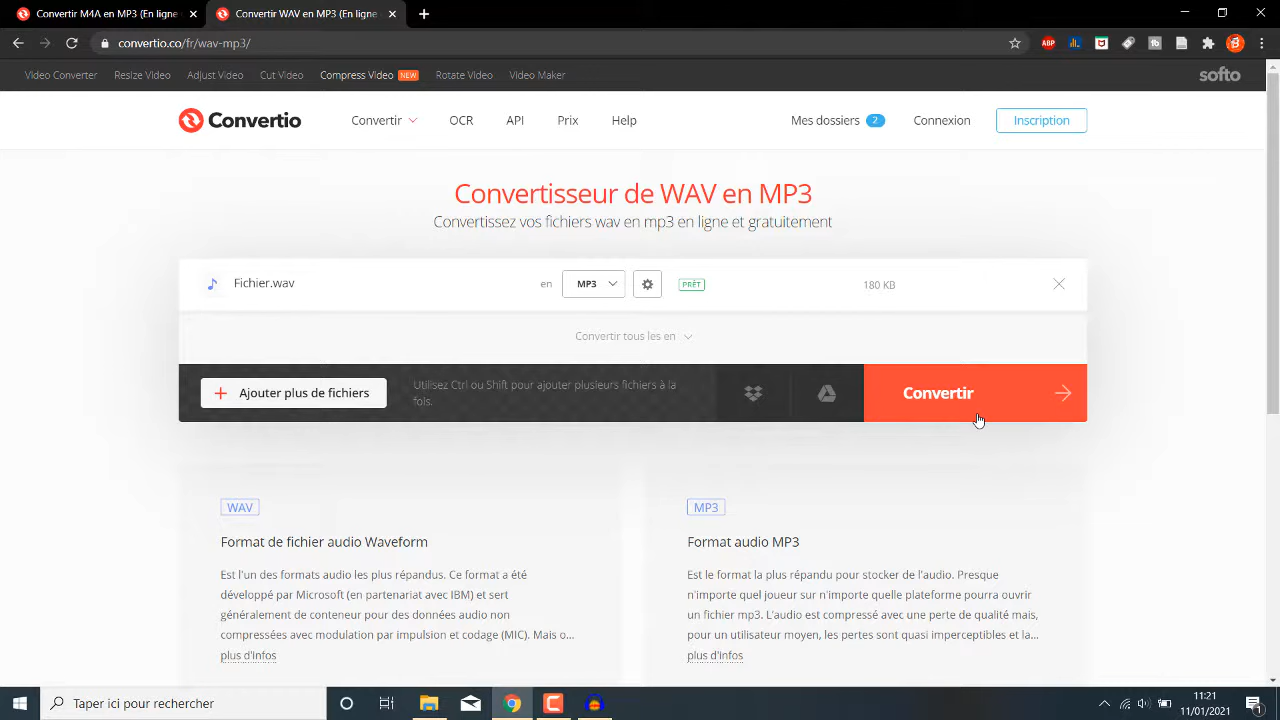 Convertir M4A en MP3 (En ligne
Convertir WAV en MP3 (En ligne
convertio.co/fr/wav-mp3/
ABP
Video Converter Resize Video Adjust Video Cut Video Compress Video NEW Rotate Video Video Maker
softo
Convertio
Convertir OCR API Prix Help
Mes dossiers 2 Connexion Inscription
Convertisseur de WAV en MP3
Convertissez vos fichiers wav en mp3 en ligne et gratuitement
Fichier.wav en MP3 PRÊT 180 KB
Convertir tous les en
Ajouter plus de fichiers
Utilisez Ctrl ou Shift pour ajouter plusieurs fichiers à la
fois.
Convertir
WAV
Format de fichier audio Waveform
Est l'un des formats audio les plus répandus. Ce format a été
développé par Microsoft (en partenariat avec IBM) et sert
généralement de conteneur pour des données audio non
compressées avec modulation par impulsion et codage (MIC). Mais o...
plus d'infos
MP3
Format audio MP3
Est le format la plus répandu pour stocker de l'audio. Presque
n'importe quel joueur sur n'importe quelle plateforme pourra ouvrir
un fichier mp3. L'audio est compressé avec une perte de qualité mais,
pour un utilisateur moyen, les pertes sont quasi imperceptibles et la...
plus d'infos
Taper ici pour rechercher
11:21
11/01/2021
1